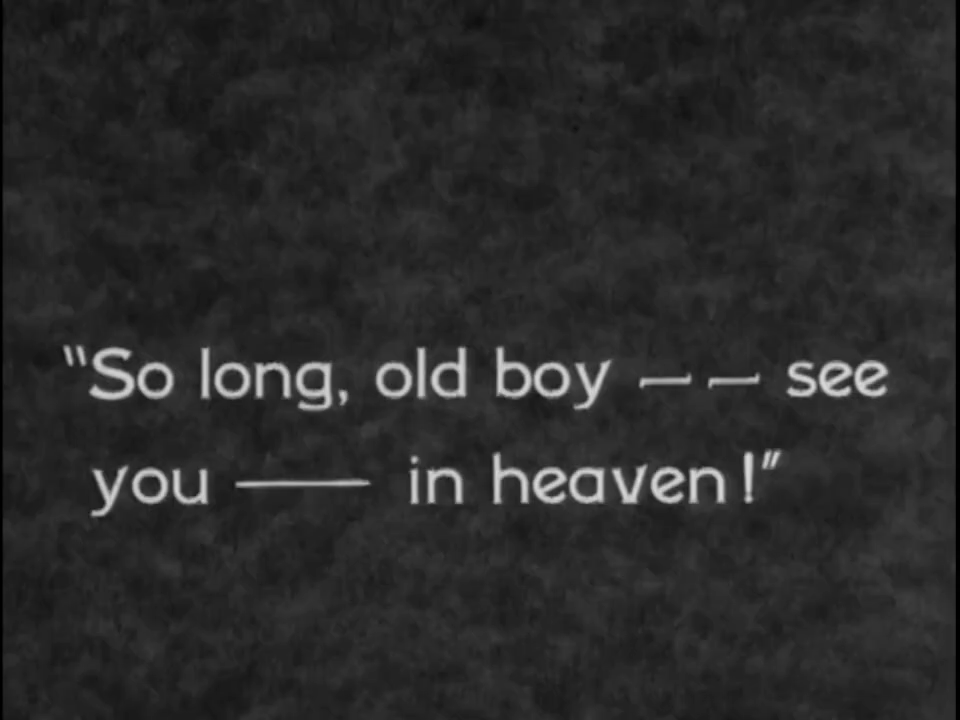 "So long, old boy — — see
you —— in heaven!"